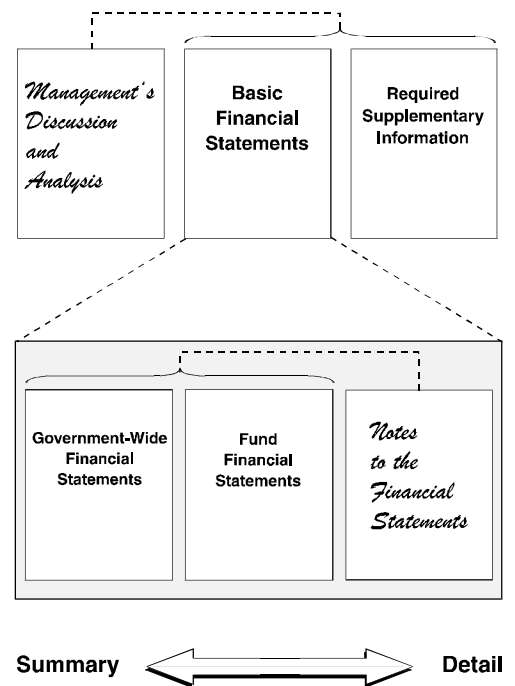 Management's
Discussion
and
Analysis
Basic
Financial
Statements
Required
Supplementary
Information
Government-Wide
Financial
Statements
Fund
Financial
Statements
Notes
to the
Financial
Statements
Summary
Detail